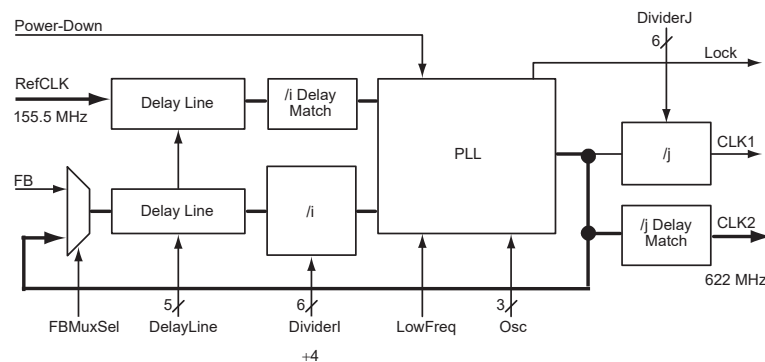 DividerJ
Power-Down
6
Lock
RefCLK
155.5 MHz
Delay Line
/i Delay
Match
PLL
/j
CLK1
FB
Delay Line
/i
/j Delay
Match
CLK2
622 MHz
5
6
3
FBMuxSel
DelayLine
DividerI
LowFreq
Osc
+4